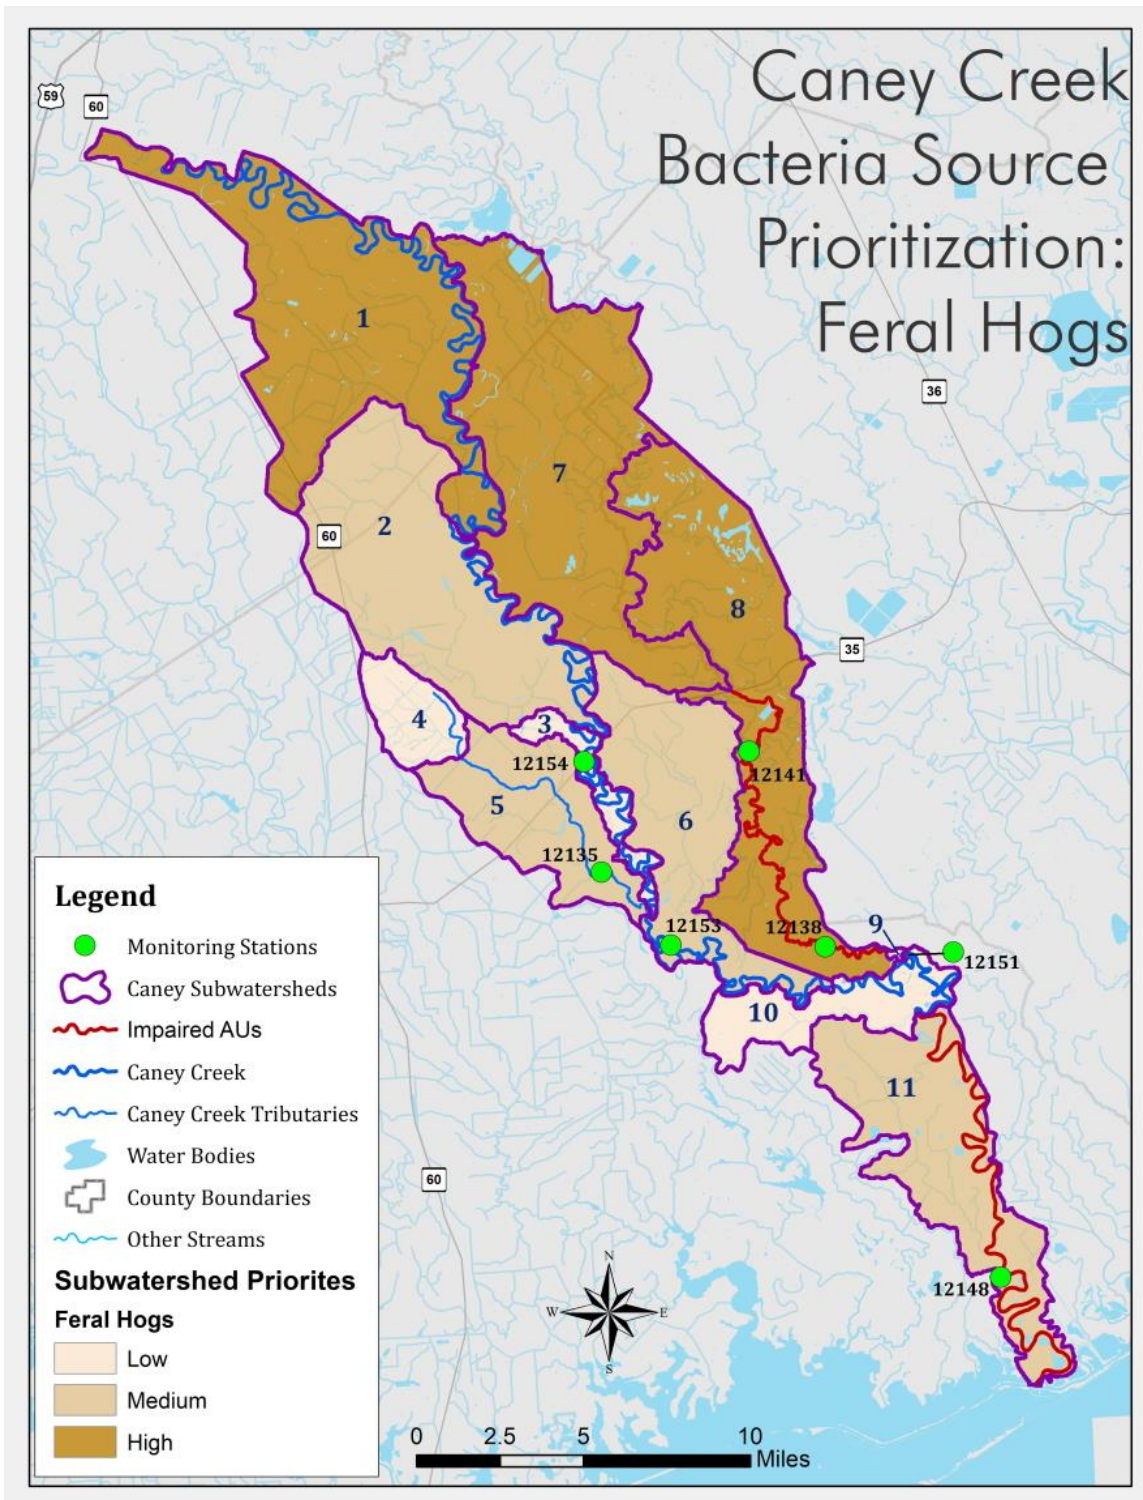 Caney Creek
Bacteria Source
Prioritization:
Feral Hogs
59
60
36
1
7
2
60
8
35
4
3
12154
12141
5
6
12135
12153
12138
9
12151
10
11
60
12148
Legend
Monitoring Stations
Caney Subwatersheds
Impaired AUs
Caney Creek
Caney Creek Tributaries
Water Bodies
County Boundaries
Other Streams
Subwatershed Priorites
Feral Hogs
Low
Medium
High
N
W E
S
0 2.5 5 10
Miles